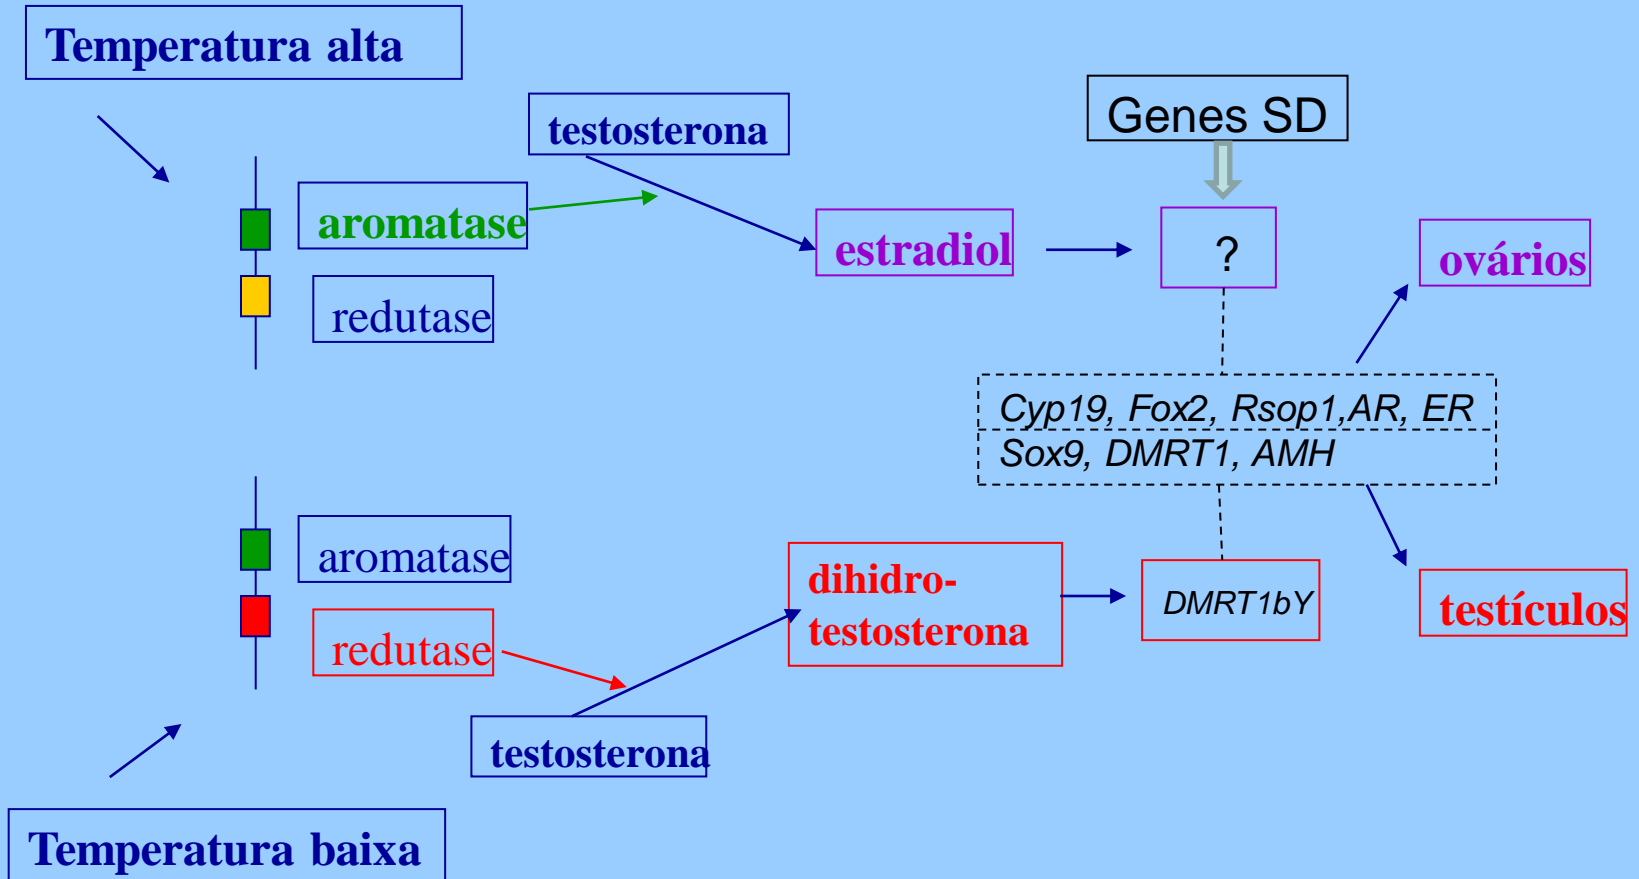 Temperatura alta
Genes SD
testosterona
aromatase
estradiol
?
ovários
redutase
Cyp19, Fox2, Rsop1,AR, ER
Sox9, DMRT1, AMH
aromatase
dihidro-
testosterona
DMRT1bY
testículos
redutase
testosterona
Temperatura baixa